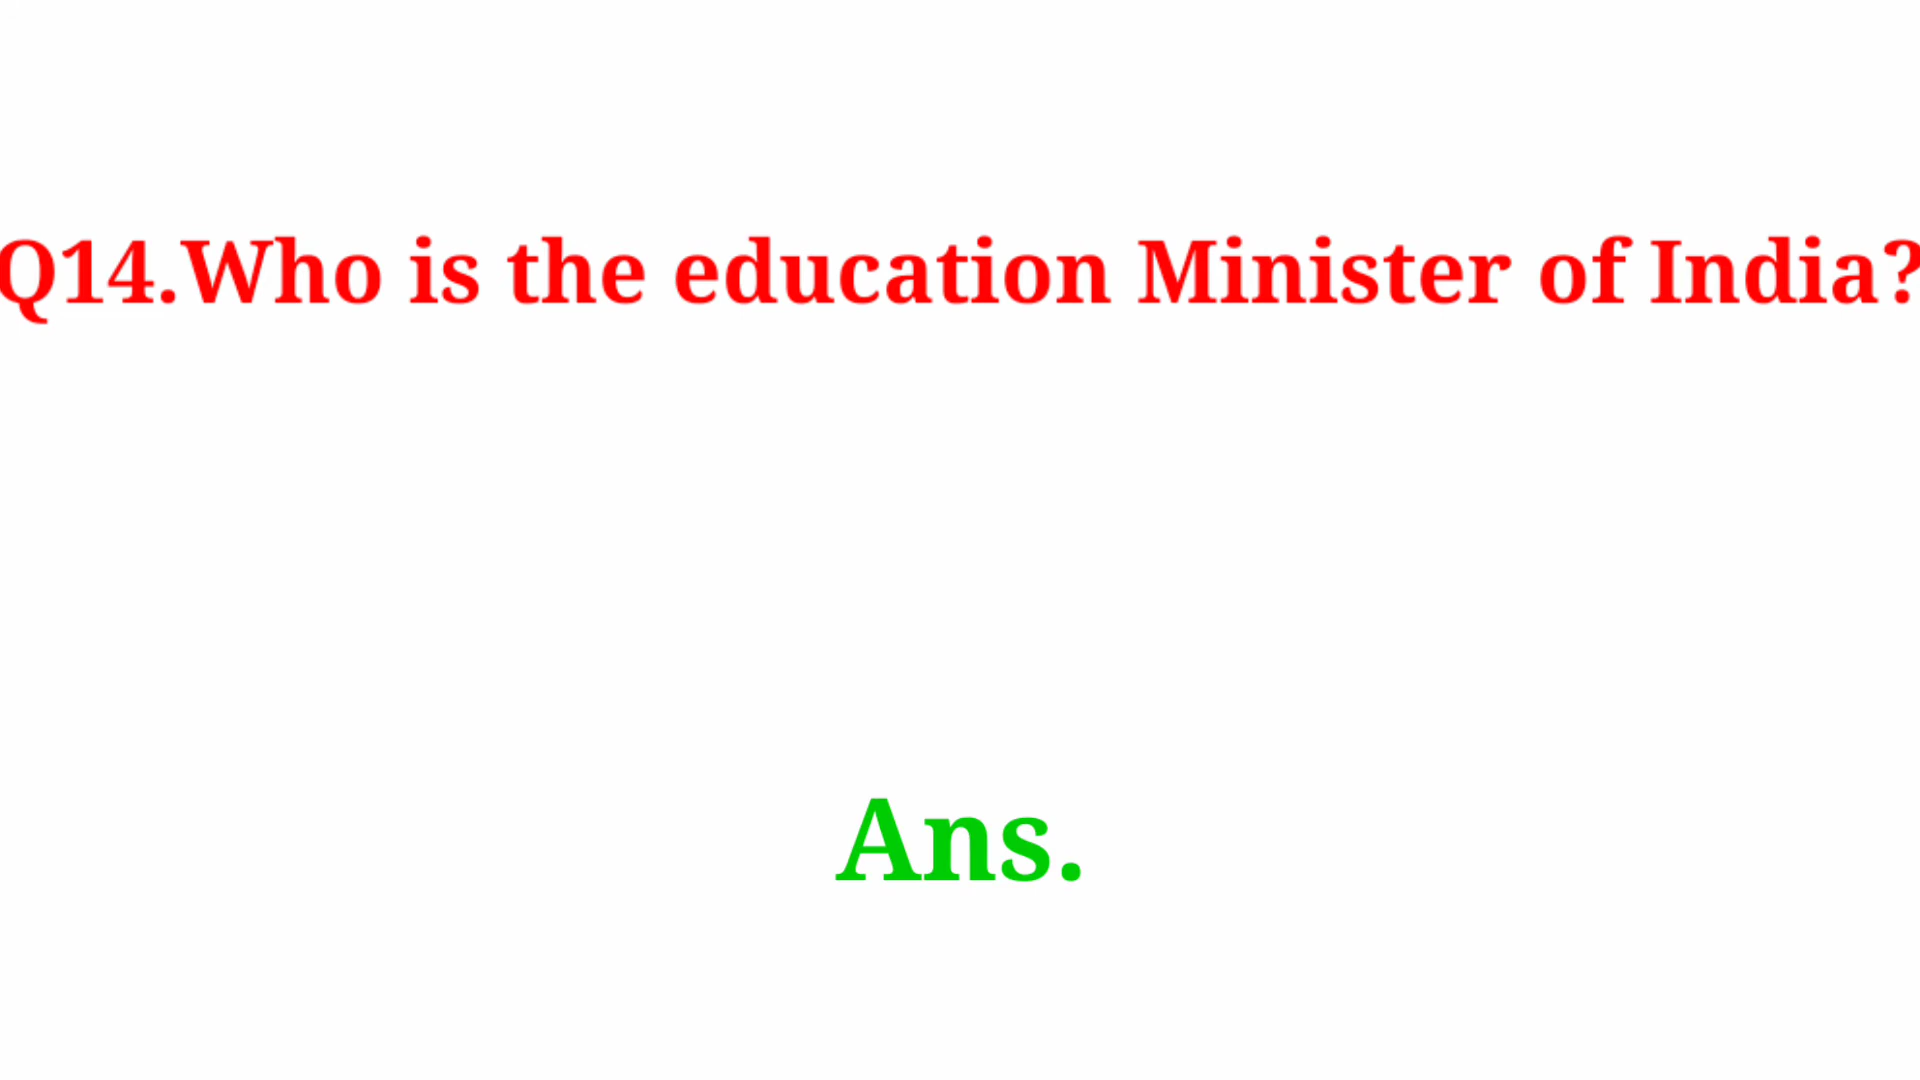 Q14.Who is the education Minister of India?
Ans.